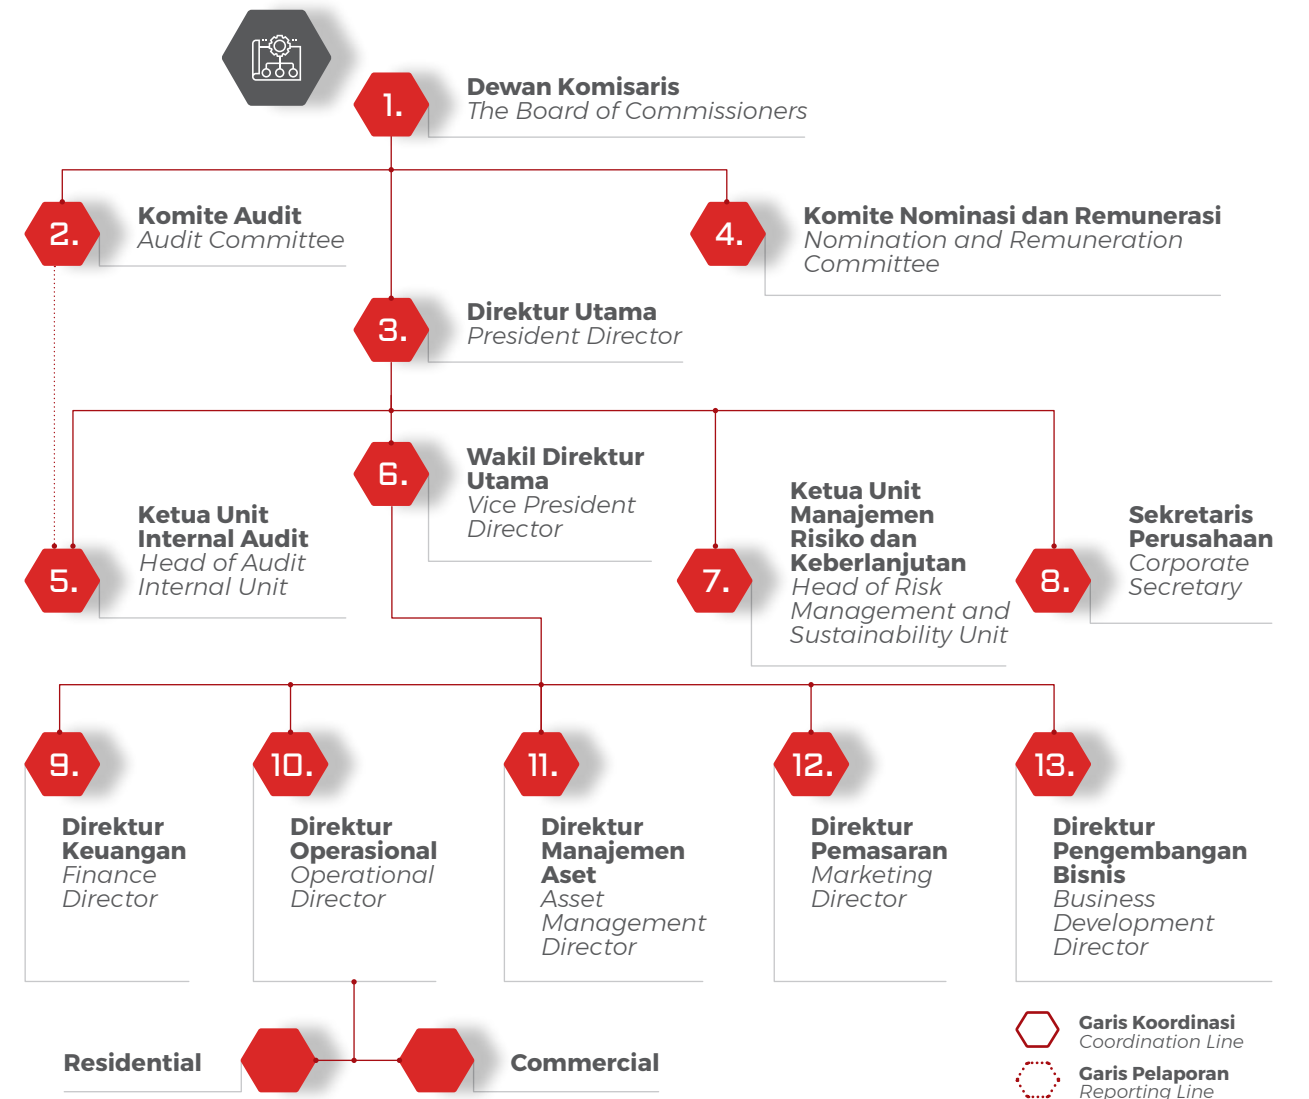 1.
Dewan Komisaris
The Board of Commissioners
2.
Komite Audit
Audit Committee
4.
Komite Nominasi dan Remunerasi
Nomination and Remuneration
Committee
3.
Direktur Utama
President Director
5.
Ketua Unit
Internal Audit
Head of Audit
Internal Unit
6.
Wakil Direktur
Utama
Vice President
Director
7.
Ketua Unit
Manajemen
Risiko dan
Keberlanjutan
Head of Risk
Management and
Sustainability Unit
8.
Sekretaris
Perusahaan
Corporate
Secretary
9.
Direktur
Keuangan
Finance
Director
10.
Direktur
Operasional
Operational
Director
11.
Direktur
Manajemen
Aset
Asset
Management
Director
12.
Direktur
Pemasaran
Marketing
Director
13.
Direktur
Pengembangan
Bisnis
Business
Development
Director
Residential
Commercial
Garis Koordinasi
Coordination Line
Garis Pelaporan
Reporting Line